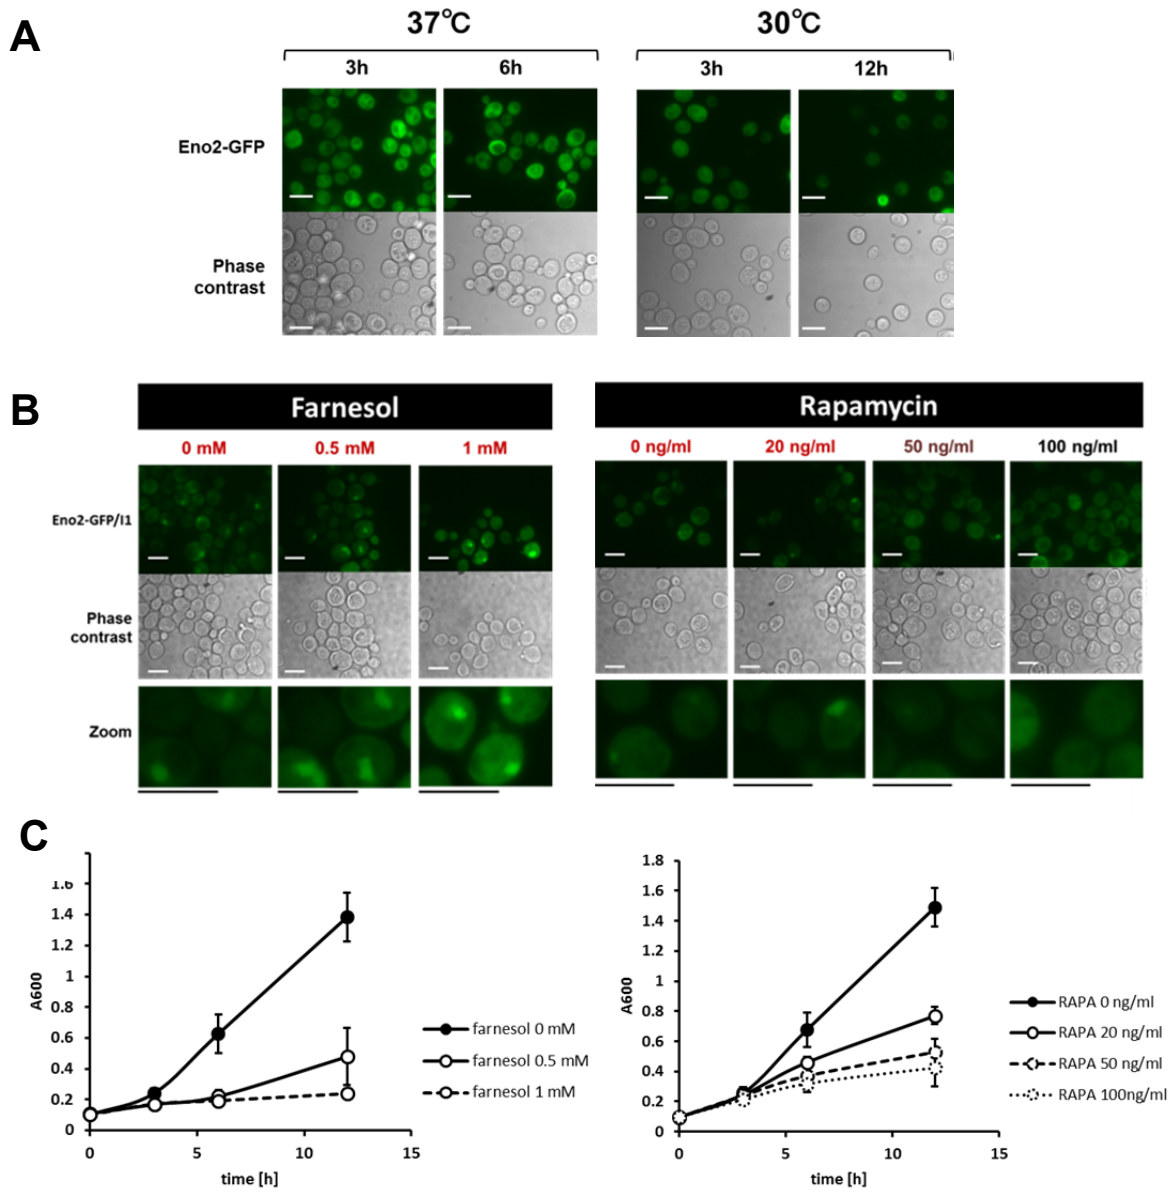 A
37℃
30℃
3h
6h
3h
12h
Eno2-GFP
Phase
contrast
B
Farnesol
Rapamycin
0 mM
0.5 mM
1 mM
0 ng/ml
20 ng/ml
50 ng/ml
100 ng/ml
Eno2-GFP/I1
Phase
contrast
Zoom
C
1.6
1.4
1.2
1
0.8
0.6
0.4
0.2
0
A600
0
5
10
15
time [h]
farnesol 0 mM
farnesol 0.5 mM
farnesol 1 mM
1.8
1.6
1.4
1.2
1
0.8
0.6
0.4
0.2
0
A600
0
5
10
15
time [h]
RAPA 0 ng/ml
RAPA 20 ng/ml
RAPA 50 ng/ml
RAPA 100ng/ml